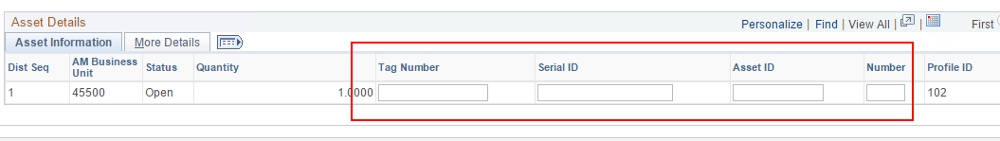 Asset Details
Personalize | Find | View All | | First
Asset Information More Details
Dist Seq AM Business Unit Status Quantity Tag Number Serial ID Asset ID Number Profile ID
1 45500 Open 1.0000 102